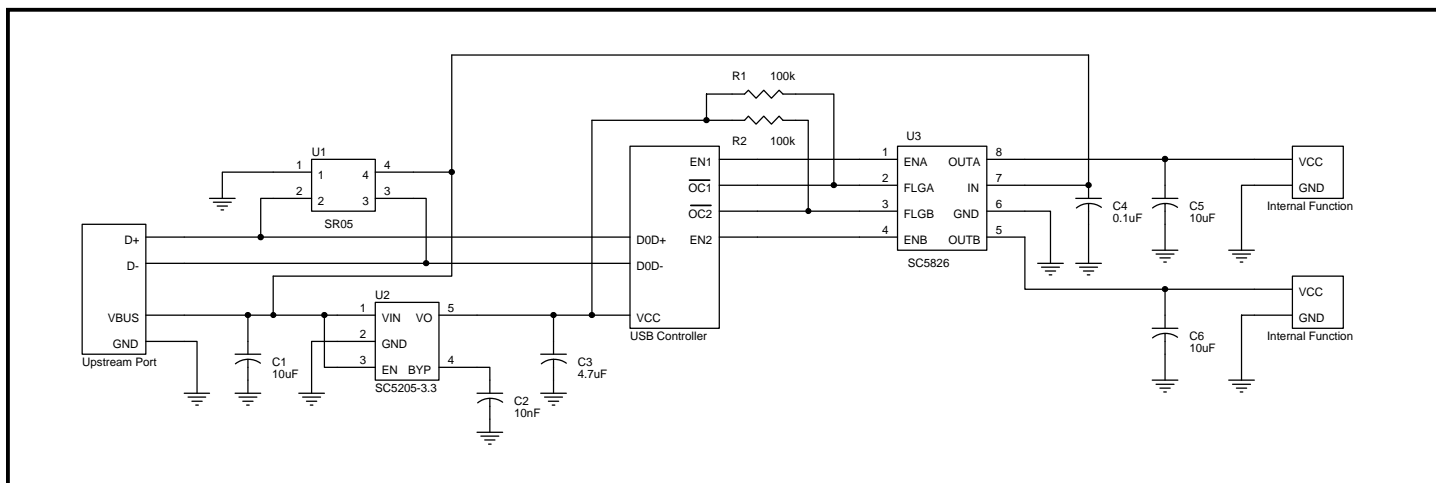 R1 100k
R2 100k
U1
1 4
1 4
2 3
2 3
SR05
U3
EN1 1 ENA OUTA 8
OC1 2 FLGA IN 7
OC2 3 FLGB GND 6
EN2 4 ENB OUTB 5
SC5826
D0D+
D0D-
VCC
USB Controller
D+
D-
VBUS
GND
Upstream Port
C1
10uF
U2
1 VIN VO 5
2 GND
3 EN BYP 4
SC5205-3.3
C2
10nF
C3
4.7uF
C4
0.1uF
C5
10uF
VCC
GND
Internal Function
C6
10uF
VCC
GND
Internal Function